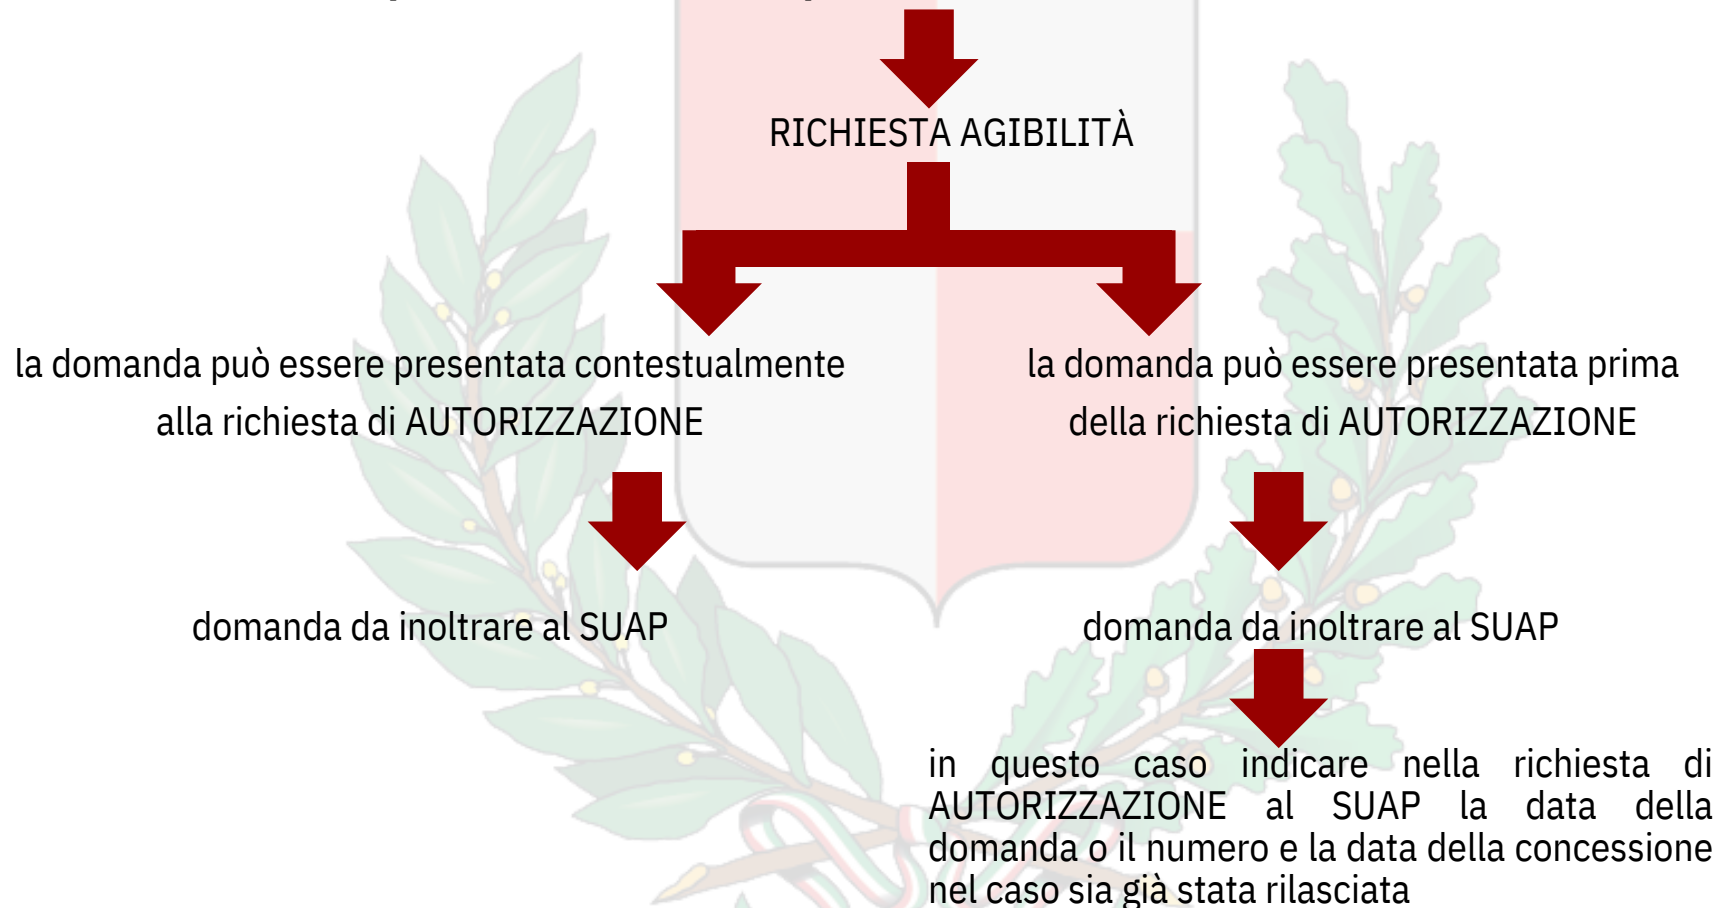 RICHIESTA AGIBILITÀ
la domanda può essere presentata contestualmente
alla richiesta di AUTORIZZAZIONE
la domanda può essere presentata prima
della richiesta di AUTORIZZAZIONE
domanda da inoltrare al SUAP
domanda da inoltrare al SUAP
in questo caso indicare nella richiesta di
AUTORIZZAZIONE al SUAP la data della
domanda o il numero e la data della concessione
nel caso sia già stata rilasciata